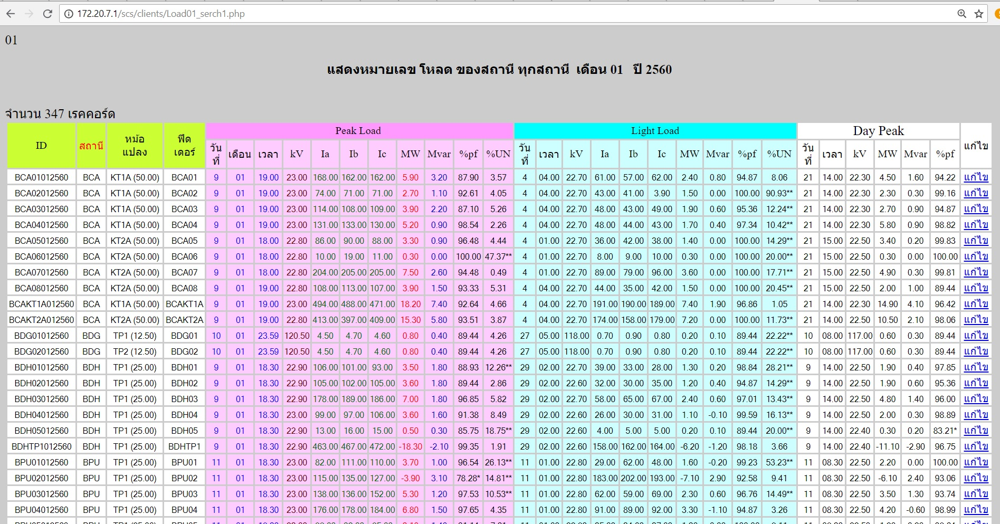 172.20.7.1/scs/clients/Load01_serch1.php
01
แสดงหมายเลข โหลด ของสถานี ทุกสถานี เดือน 01 ปี 2560
จำนวน 347 เรคคอร์ด
ID สถานี หม้อแปลง ฟีดเดอร์ Peak Load Light Load Day Peak แก้ไข
วันที่ เดือน เวลา kV Ia Ib Ic MW Mvar %pf %UN วันที่ เวลา kV Ia Ib Ic MW Mvar %pf %UN วันที่ เวลา kV MW Mvar %pf
BCA01012560 BCA KT1A (50.00) BCA01 9 01 19.00 23.00 168.00 162.00 162.00 5.90 3.20 87.90 3.57 4 04.00 22.70 61.00 57.00 62.00 2.40 0.80 94.87 8.06 21 14.00 22.30 4.50 1.60 94.22 แก้ไข
BCA02012560 BCA KT1A (50.00) BCA02 9 01 19.00 23.00 74.00 71.00 71.00 2.70 1.10 92.61 4.05 4 04.00 22.70 43.00 41.00 3.90 1.50 0.00 100.00 90.93** 21 14.00 22.30 2.30 0.30 99.16 แก้ไข
BCA03012560 BCA KT1A (50.00) BCA03 9 01 19.00 23.00 114.00 108.00 109.00 3.90 2.20 87.10 5.26 4 04.00 22.70 48.00 43.00 49.00 1.90 0.60 95.36 12.24** 21 14.00 22.30 2.70 0.90 94.87 แก้ไข
BCA04012560 BCA KT1A (50.00) BCA04 9 01 19.00 23.00 131.00 133.00 130.00 5.20 0.90 98.54 2.26 4 04.00 22.70 48.00 44.00 43.00 1.70 0.40 97.34 10.42** 21 14.00 22.30 5.80 0.90 98.82 แก้ไข
BCA05012560 BCA KT2A (50.00) BCA05 9 01 18.00 22.80 86.00 90.00 88.00 3.30 0.90 96.48 4.44 4 01.00 22.70 36.00 42.00 38.00 1.40 0.00 100.00 14.29** 21 15.00 22.50 3.40 0.20 99.83 แก้ไข
BCA06012560 BCA KT2A (50.00) BCA06 9 01 18.00 22.80 10.00 19.00 11.00 0.30 0.00 100.00 47.37** 4 01.00 22.70 8.00 9.00 10.00 0.30 0.00 100.00 20.00** 21 15.00 22.50 0.30 0.00 100.00 แก้ไข
BCA07012560 BCA KT2A (50.00) BCA07 9 01 18.00 22.80 204.00 205.00 205.00 7.50 2.60 94.48 0.49 4 01.00 22.70 89.00 79.00 96.00 3.60 0.00 100.00 17.71** 21 15.00 22.50 4.90 0.30 99.81 แก้ไข
BCA08012560 BCA KT2A (50.00) BCA08 9 01 19.00 22.80 108.00 113.00 107.00 3.90 1.50 93.33 5.31 4 04.00 22.70 44.00 35.00 42.00 1.50 0.00 100.00 20.45** 21 15.00 22.50 2.00 1.00 89.44 แก้ไข
BCAKT1A012560 BCA KT1A (50.00) BCAKT1A 9 01 19.00 23.00 494.00 488.00 471.00 18.20 7.40 92.64 4.66 4 04.00 22.70 191.00 190.00 189.00 7.40 1.90 96.86 1.05 21 14.00 22.30 14.90 4.10 96.42 แก้ไข
BCAKT2A012560 BCA KT2A (50.00) BCAKT2A 9 01 19.00 22.80 413.00 397.00 409.00 15.30 5.80 93.51 3.87 4 04.00 22.70 174.00 158.00 179.00 7.20 0.00 100.00 11.73** 21 14.00 22.50 10.50 2.10 98.06 แก้ไข
BDG01012560 BDG TP1 (12.50) BDG01 10 01 23.59 120.50 4.50 4.70 4.60 0.80 0.40 89.44 4.26 27 05.00 118.00 0.70 0.90 0.80 0.20 0.10 89.44 22.22** 10 08.00 117.00 0.60 0.30 89.44 แก้ไข
BDG02012560 BDG TP2 (12.50) BDG02 10 01 23.59 120.50 4.50 4.70 4.60 0.80 0.40 89.44 4.26 27 05.00 118.00 0.70 0.90 0.80 0.20 0.10 89.44 22.22** 10 08.00 117.00 0.60 0.30 89.44 แก้ไข
BDH01012560 BDH TP1 (25.00) BDH01 9 01 18.30 22.90 106.00 101.00 93.00 3.50 1.80 88.93 12.26** 29 02.00 22.70 39.00 33.00 28.00 1.30 0.20 98.84 28.21** 9 14.00 22.50 1.90 0.40 97.85 แก้ไข
BDH02012560 BDH TP1 (25.00) BDH02 9 01 18.30 22.90 105.00 102.00 105.00 3.60 1.80 89.44 2.86 29 02.00 22.60 32.00 30.00 35.00 1.20 0.40 94.87 14.29** 9 14.00 22.50 1.90 0.60 95.36 แก้ไข
BDH03012560 BDH TP1 (25.00) BDH03 9 01 18.30 22.90 178.00 189.00 186.00 7.00 1.80 96.85 5.82 29 02.00 22.70 58.00 65.00 67.00 2.40 0.60 97.01 13.43** 9 14.00 22.50 4.80 1.40 96.00 แก้ไข
BDH04012560 BDH TP1 (25.00) BDH04 9 01 18.30 23.00 99.00 97.00 106.00 3.60 1.60 91.38 8.49 29 02.00 22.60 26.00 30.00 31.00 1.10 -0.10 99.59 16.13** 9 14.00 22.50 2.00 0.30 98.89 แก้ไข
BDH05012560 BDH TP1 (25.00) BDH05 9 01 18.30 22.90 13.00 16.00 15.00 0.50 0.30 85.75 18.75** 29 02.00 22.60 4.00 5.00 5.00 0.20 0.10 89.44 20.00** 9 14.00 22.40 0.30 0.20 83.21* แก้ไข
BDHTP1012560 BDH TP1 (25.00) BDHTP1 9 01 18.30 22.90 463.00 467.00 472.00 -18.30 -2.10 99.35 1.91 29 02.00 22.60 158.00 162.00 164.00 -6.20 -1.20 98.18 3.66 9 14.00 22.40 -11.10 -2.90 96.75 แก้ไข
BPU01012560 BPU TP1 (25.00) BPU01 11 01 18.30 23.00 82.00 111.00 110.00 3.70 1.00 96.54 26.13** 11 01.00 22.80 29.00 62.00 48.00 1.60 -0.20 99.23 53.23** 11 08.30 22.50 2.20 0.00 100.00 แก้ไข
BPU02012560 BPU TP1 (25.00) BPU02 11 01 18.30 23.00 115.00 135.00 127.00 -3.90 3.10 78.28* 14.81** 11 01.00 22.80 183.00 202.00 193.00 -7.10 2.90 92.58 9.41 11 08.30 22.50 -6.10 2.40 93.06 แก้ไข
BPU03012560 BPU TP1 (25.00) BPU03 11 01 18.30 23.00 138.00 136.00 152.00 5.30 1.20 97.53 10.53** 11 01.00 22.80 62.00 59.00 69.00 2.30 0.60 96.76 14.49** 11 08.30 22.50 3.50 1.30 93.74 แก้ไข
BPU04012560 BPU TP1 (25.00) BPU04 11 01 18.30 23.00 176.00 178.00 184.00 6.80 1.50 97.65 4.35 11 01.00 22.80 91.00 89.00 92.00 3.30 -1.10 94.87 3.26 11 08.30 22.50 4.20 -0.60 98.99 แก้ไข